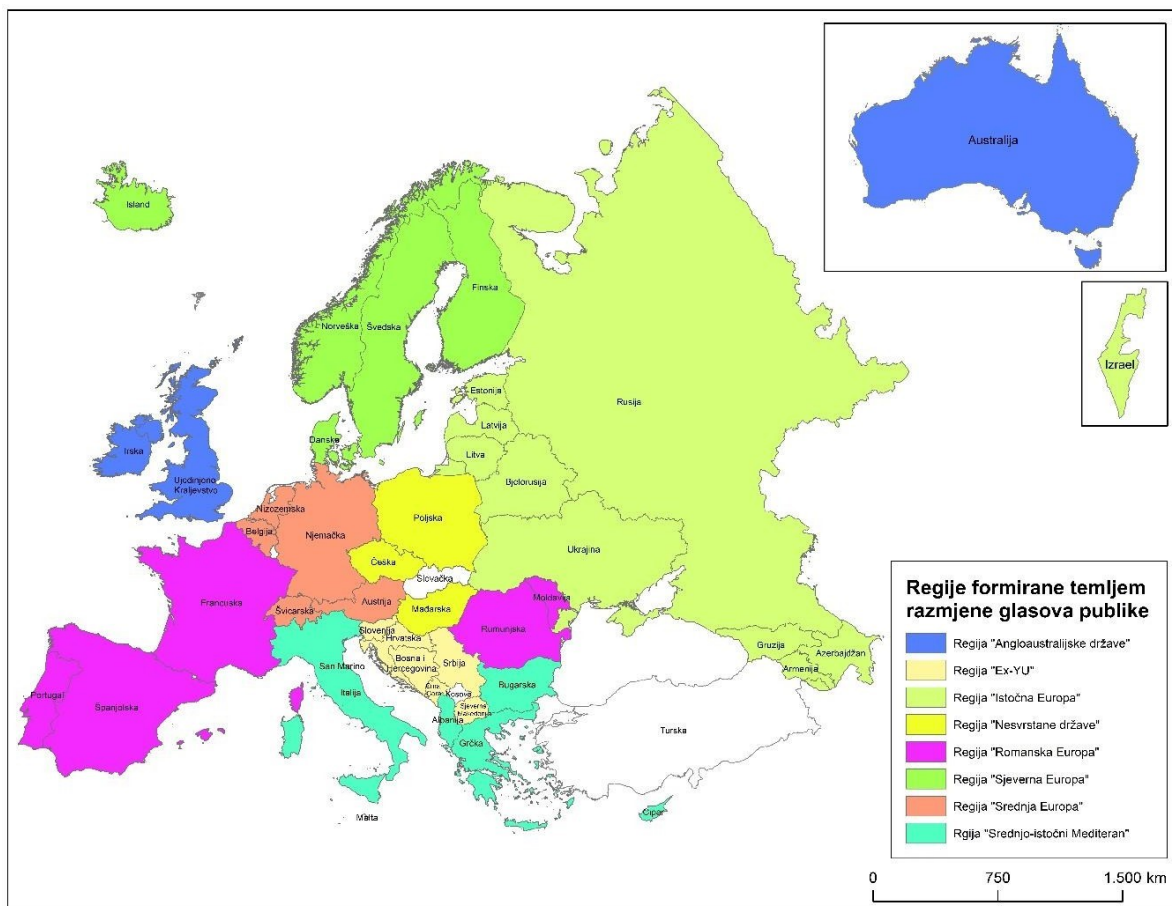 Australija
Island
Izrael
Finska
Norveška
Švedska
Rusija
Estonija
Latvija
Danska
Litva
Irska
Bjelorusija
Ujedinjeno
Kraljevstvo
Nizozemska
Poljska
Belgija
Njemačka
Ukrajina
Češka
Slovačka
Francuska
Austrija
Švicarska
Mađarska
Moldavija
Rumunjska
Slovenija
Hrvatska
Gruzija
Azerbajdžan
Armenija
Bosna i
Hercegovina
Srbija
San Marino
Crna
Gora
Kosovo
Bugarska
Portugal
Španjolska
Italija
Sjeverna
Makedonija
Albanija
Turska
Grčka
Malta
Cipar
Regije formirane temljem
razmjene glasova publike
Regija "Angloaustralijske države"
Regija "Ex-YU"
Regija "Istočna Europa"
Regija "Nesvrstane države"
Regija "Romanska Europa"
Regija "Sjeverna Europa"
Regija "Srednja Europa"
Rgija "Srednjo-istočni Mediteran"
0 750 1.500 km